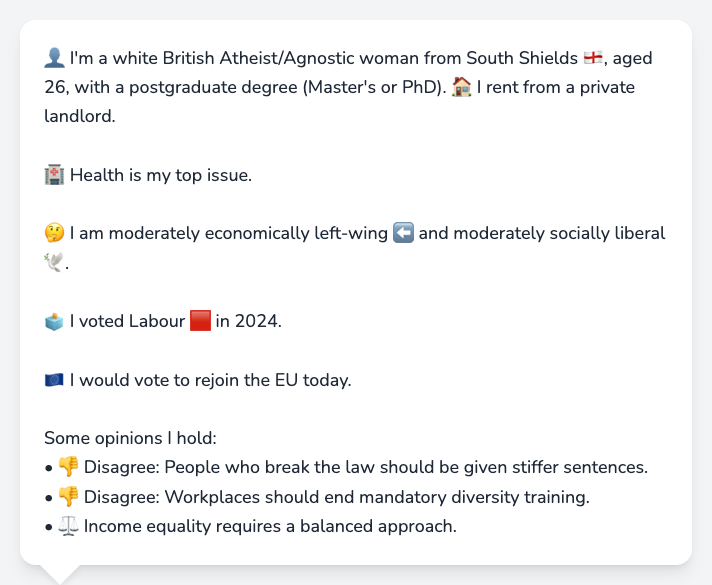 👤 I'm a white British Atheist/Agnostic woman from South Shields 🏴󠁧󠁢󠁥󠁮󠁧󠁿, aged
26, with a postgraduate degree (Master's or PhD). 🏠 I rent from a private
landlord.
🏥 Health is my top issue.
🤔 I am moderately economically left-wing ⬅️ and moderately socially liberal
🕊️.
🗳️ I voted Labour 🟥 in 2024.
🇪🇺 I would vote to rejoin the EU today.
Some opinions I hold:
• 👎 Disagree: People who break the law should be given stiffer sentences.
• 👎 Disagree: Workplaces should end mandatory diversity training.
• ⚖️ Income equality requires a balanced approach.